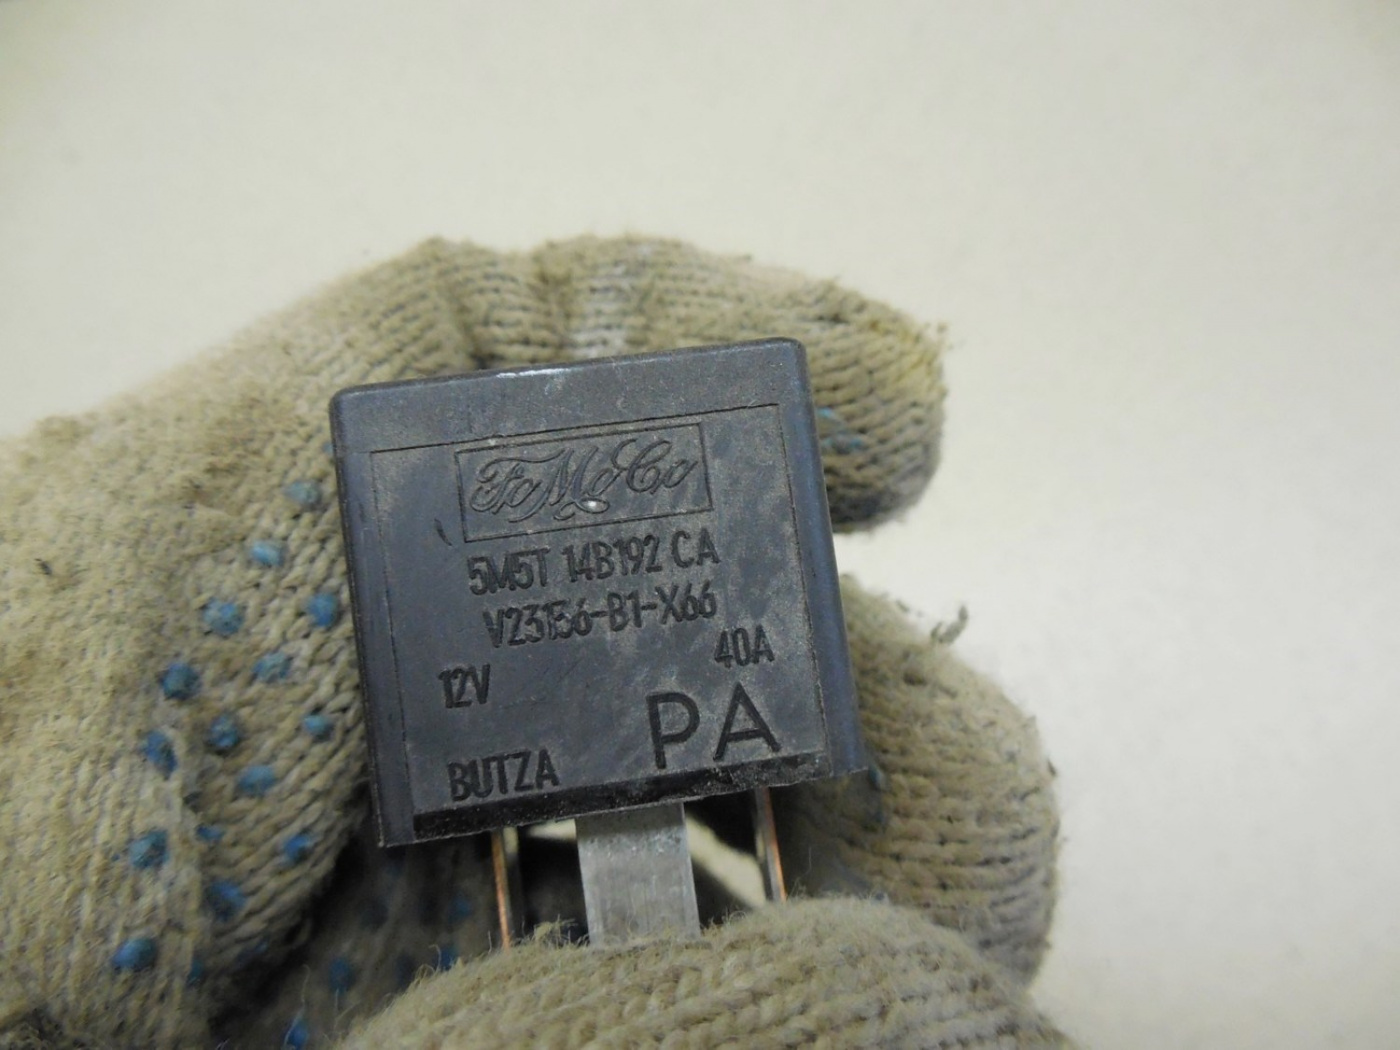 FoMoCo
5M5T 14B192 CA
V23136-B1-X66
12V 40A
PA
BUTZA